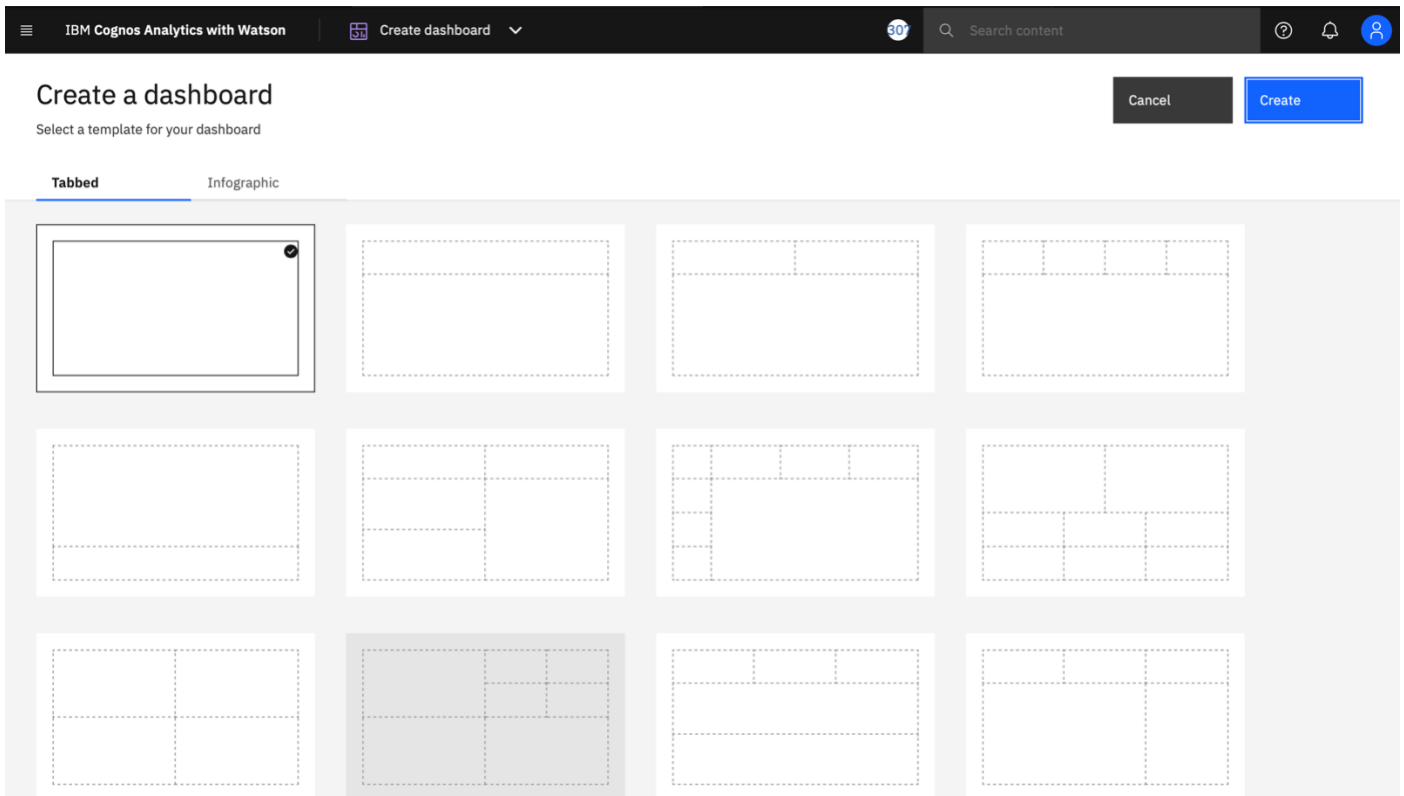 IBM Cognos Analytics with Watson
Create dashboard
307
Search content
Create a dashboard
Select a template for your dashboard
Cancel
Create
Tabbed
Infographic